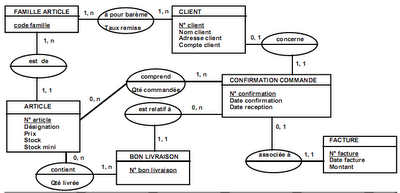 FAMILLE ARTICLE
code famille
1, n
à pour barème
Taux remise
1, n
CLIENT
N° client
Nom client
Adresse client
Compte client
0, 1
concerne
1, n
1, 1
est de
1, 1
comprend
Qté commandée
1, n
0, n
CONFIRMATION COMMANDE
N° confirmation
Date confirmation
Date reception
ARTICLE
N° article
Désignation
Prix
Stock
Stock mini
est relatif à
0, n
1, 1
0, 1
0, n
contient
Qté livrée
1, n
BON LIVRAISON
N° bon livraison
associée à
1, 1
FACTURE
N° facture
Date facture
Montant